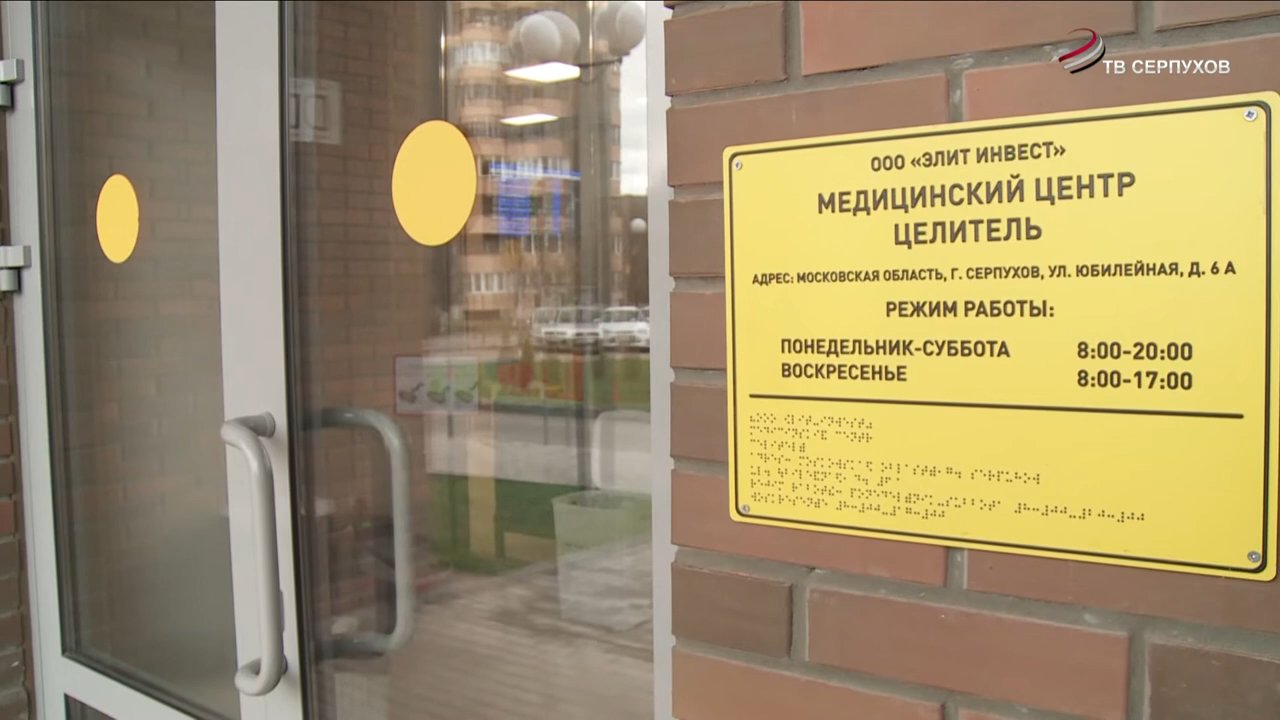 ТВ СЕРПУХОВ
ООО «ЭЛИТ ИНВЕСТ»
МЕДИЦИНСКИЙ ЦЕНТР
ЦЕЛИТЕЛЬ
АДРЕС: МОСКОВСКАЯ ОБЛАСТЬ, Г. СЕРПУХОВ, УЛ. ЮБИЛЕЙНАЯ, Д. 6 А
РЕЖИМ РАБОТЫ:
ПОНЕДЕЛЬНИК-СУББОТА 8:00-20:00
ВОСКРЕСЕНЬЕ 8:00-17:00